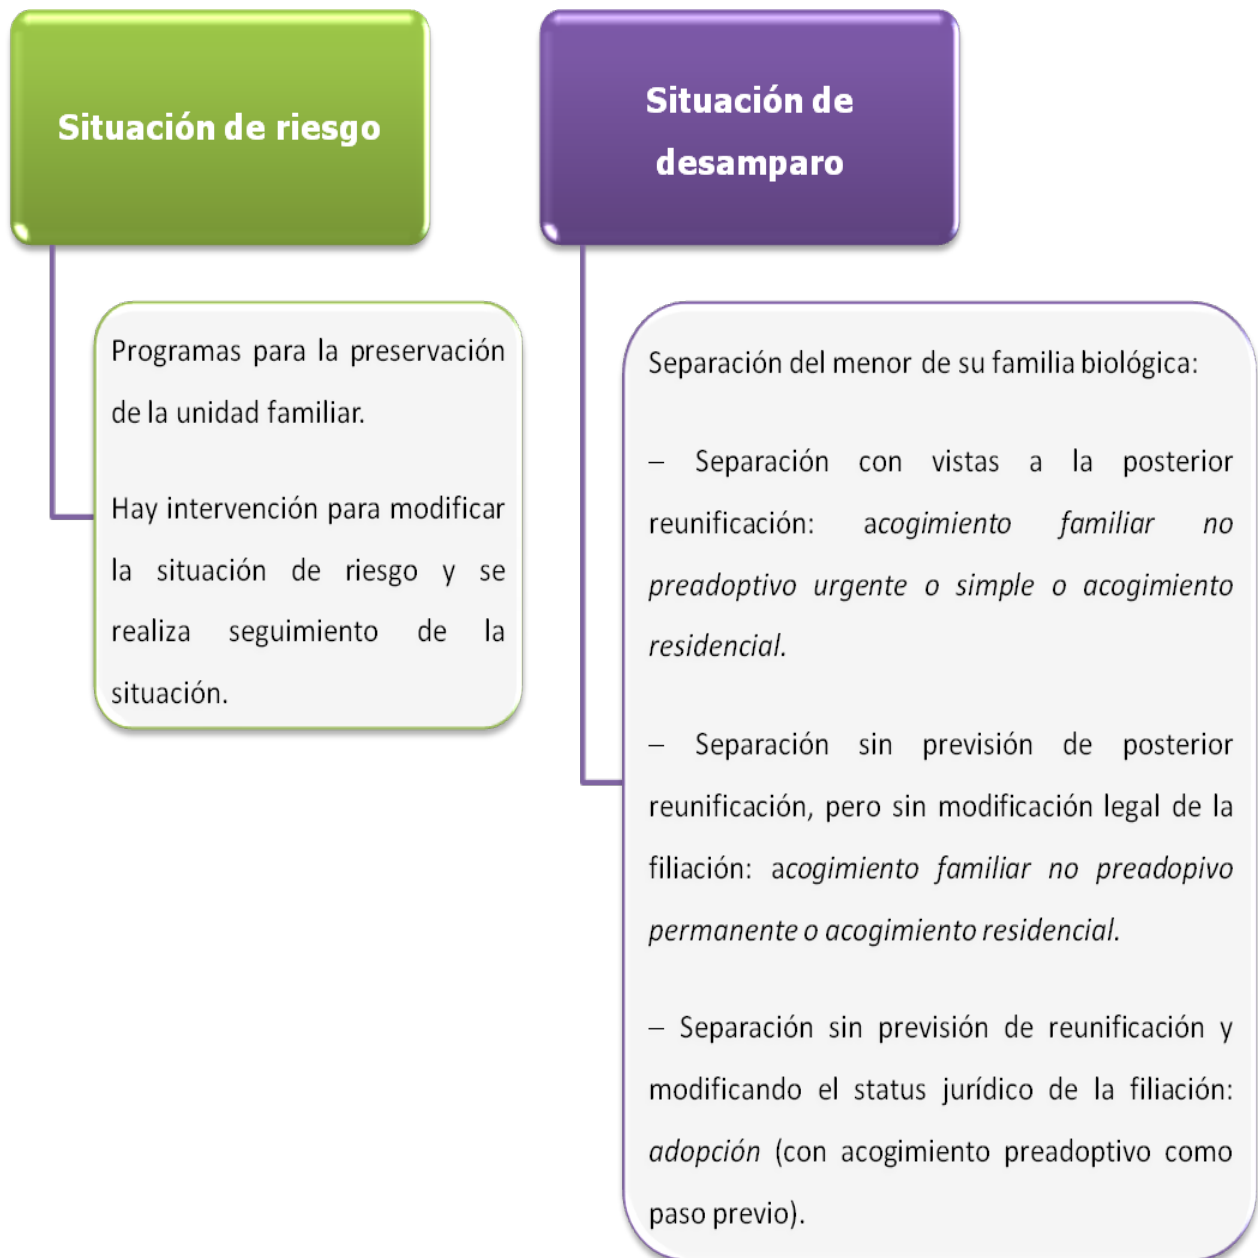 Situación de riesgo
Programas para la preservación
de la unidad familiar.
Hay intervención para modificar
la situación de riesgo y se
realiza seguimiento de la
situación.
Situación de
desamparo
Separación del menor de su familia biológica:
– Separación con vistas a la posterior
reunificación: acogimiento familiar no
preadoptivo urgente o simple o acogimiento
residencial.
– Separación sin previsión de posterior
reunificación, pero sin modificación legal de la
filiación: acogimiento familiar no preadopivo
permanente o acogimiento residencial.
– Separación sin previsión de reunificación y
modificando el status jurídico de la filiación:
adopción (con acogimiento preadoptivo como
paso previo).